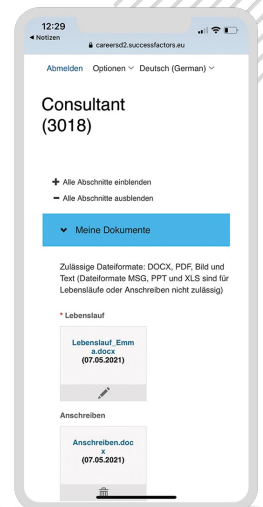 12:29
◀ Notizen
careersd2.successfactors.eu
Abmelden Optionen Deutsch (German)
Consultant
(3018)
+ Alle Abschnitte einblenden
− Alle Abschnitte ausblenden
Meine Dokumente
Zulässige Dateiformate: DOCX, PDF, Bild und
Text (Dateiformate MSG, PPT und XLS sind für
Lebensläufe oder Anschreiben nicht zulässig)
* Lebenslauf
Lebenslauf_Emm
a.docx
(07.05.2021)
Anschreiben
Anschreiben.doc
x
(07.05.2021)